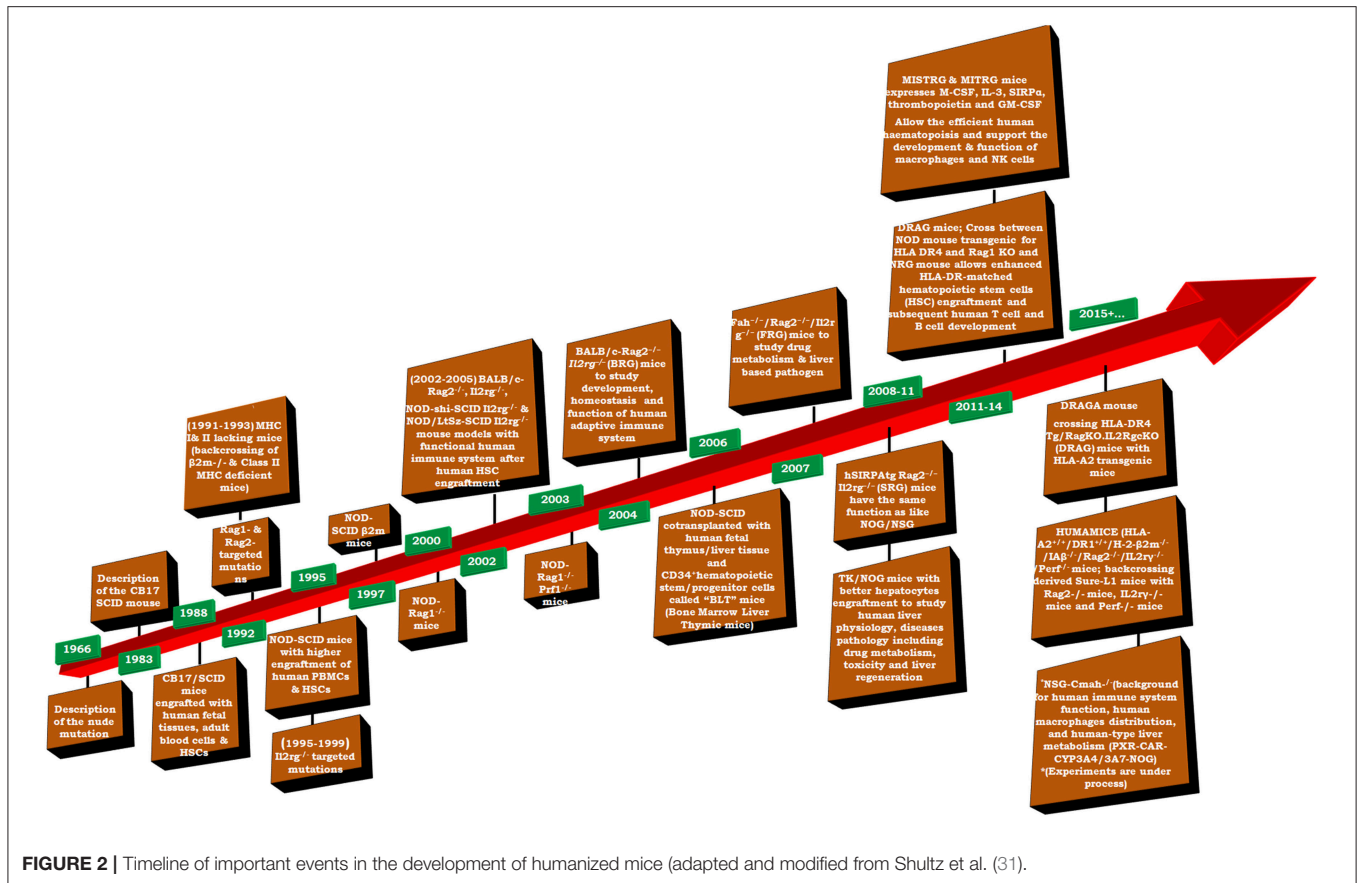 MISTRG & MITRG mice
expresses M-CSF, IL-3, SIRPα,
thrombopoietin and GM-CSF
Allow the efficient human
haematopoisis and support the
development & function of
macrophages and NK cells
DRAG mice; Cross between
NOD mouse transgenic for
HLA DR4 and Rag1 KO and
NRG mouse allows enhanced
HLA-DR-matched
hematopoietic stem cells
(HSC) engraftment and
subsequent human T cell and
B cell development
Fah⁻/⁻/Rag2⁻/⁻/Il2r
g⁻/⁻ (FRG) mice to
study drug
metabolism & liver
based pathogen
BALB/c-Rag2⁻/⁻
Il2rg⁻/⁻ (BRG) mice
to study
development,
homeostasis and
function of human
adaptive immune
system
(2002-2005) BALB/c-
Rag2⁻/⁻, Il2rg⁻/⁻,
NOD-shi-SCID Il2rg⁻/⁻ &
NOD/LtSz-SCID Il2rg⁻/⁻
mouse models with
functional human
immune system after
human HSC
engraftment
(1991-1993) MHC
I& II lacking mice
(backcrossing of
β2m-/- & Class II
MHC deficient
mice)
Rag1- &
Rag2-
targeted
mutation
s
NOD-
SCID β2m
mice
Description
of the CB17
SCID mouse
1966
1983
1988
1992
1995
1997
2000
2002
2003
2004
2006
2007
2008-11
2011-14
2015+...
Description
of the nude
mutation
CB17/SCID
mice
engrafted with
human fetal
tissues, adult
blood cells &
HSCs
NOD-SCID mice
with higher
engraftment of
human PBMCs
& HSCs
(1995-1999)
Il2rg⁻/⁻ targeted
mutations
NOD-
Rag1⁻/⁻
mice
NOD-
Rag1⁻/⁻
Prf1⁻/⁻
mice
NOD-SCID
cotransplanted with
human fetal
thymus/liver tissue
and
CD34⁺hematopoietic
stem/progenitor cells
called “BLT” mice
(Bone Marrow Liver
Thymic mice)
hSIRPAtg Rag2⁻/⁻
Il2rg⁻/⁻ (SRG) mice
have the same
function as like
NOG/NSG
TK/NOG mice with
better hepatocytes
engraftment to study
human liver
physiology, diseases
pathology including
drug metabolism,
toxicity and liver
regeneration
DRAGA mouse
crossing HLA-DR4
Tg/RagKO.IL2RgcKO
(DRAG) mice with
HLA-A2 transgenic
mice
HUMAMICE (HLA-
A2⁺/⁺/DR1⁺/⁺/H-2-β2m⁻/⁻
/IAβ⁻/⁻/Rag2⁻/⁻/IL2rγ⁻/⁻
/Perf⁻/⁻ mice; backcrossing
derived Sure-L1 mice with
Rag2-/- mice, IL2rγ-/-
mice and Perf-/- mice
*NSG-Cmah-/⁻(background
for human immune system
function, human
macrophages distribution,
and human-type liver
metabolism (PXR-CAR-
CYP3A4/3A7-NOG)
*(Experiments are under
process)
FIGURE 2 | Timeline of important events in the development of humanized mice (adapted and modified from Shultz et al. (31).